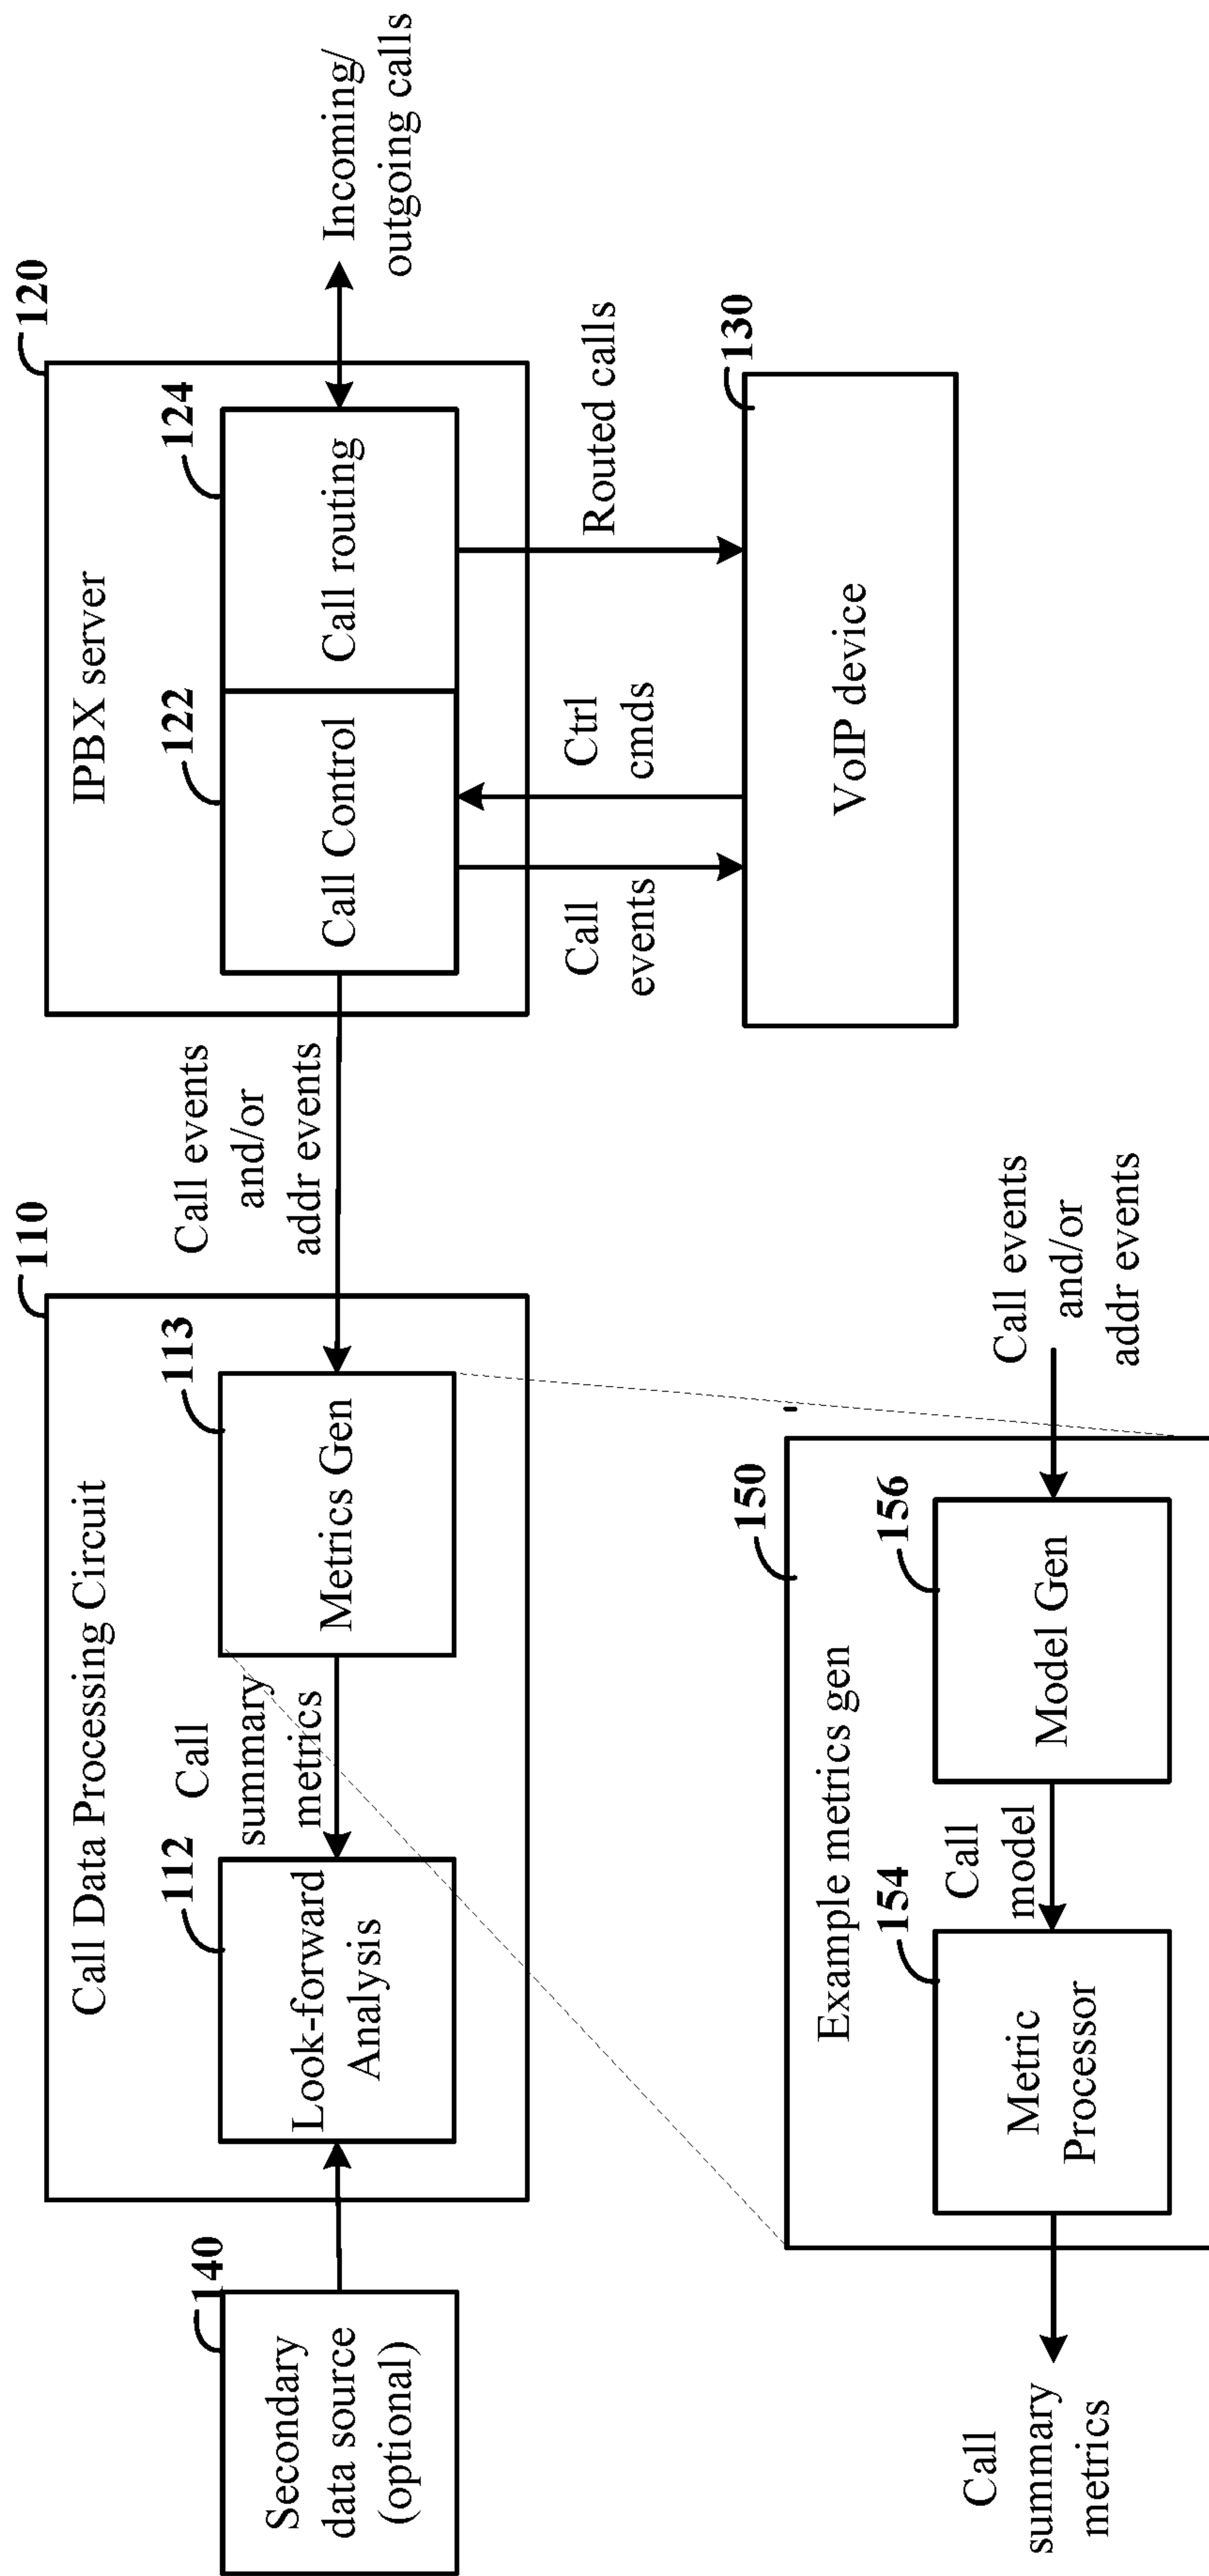 140
Secondary
data source
(optional)
110
Call Data Processing Circuit
112
Look-forward
Analysis
Call
summary
metrics
113
Metrics Gen
Call events
and/or
addr events
120
IPBX server
122
Call Control
124
Call routing
Incoming/
outgoing calls
Call
events
Ctrl
cmds
Routed calls
130
VoIP device
150
Example metrics gen
Call
summary
metrics
154
Metric
Processor
Call
model
156
Model Gen
Call events
and/or
addr events